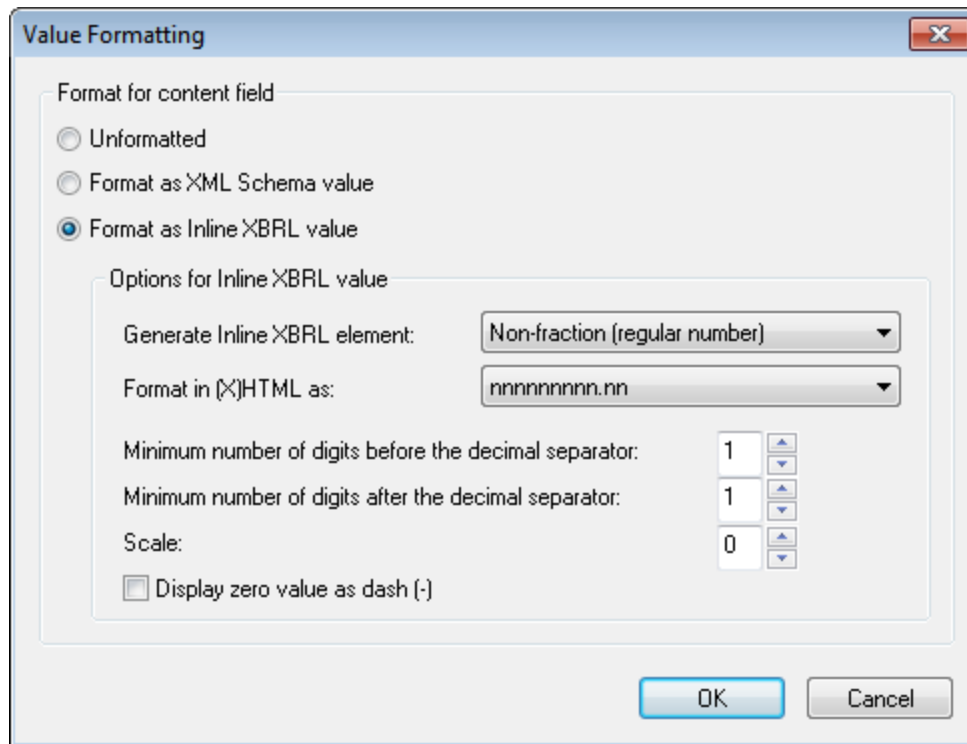 Value Formatting
Format for content field
Unformatted
Format as XML Schema value
Format as Inline XBRL value
Options for Inline XBRL value
Generate Inline XBRL element: Non-fraction (regular number)
Format in (X)HTML as: nnnnnnnnn.nn
Minimum number of digits before the decimal separator: 1
Minimum number of digits after the decimal separator: 1
Scale: 0
Display zero value as dash (-)
OK Cancel